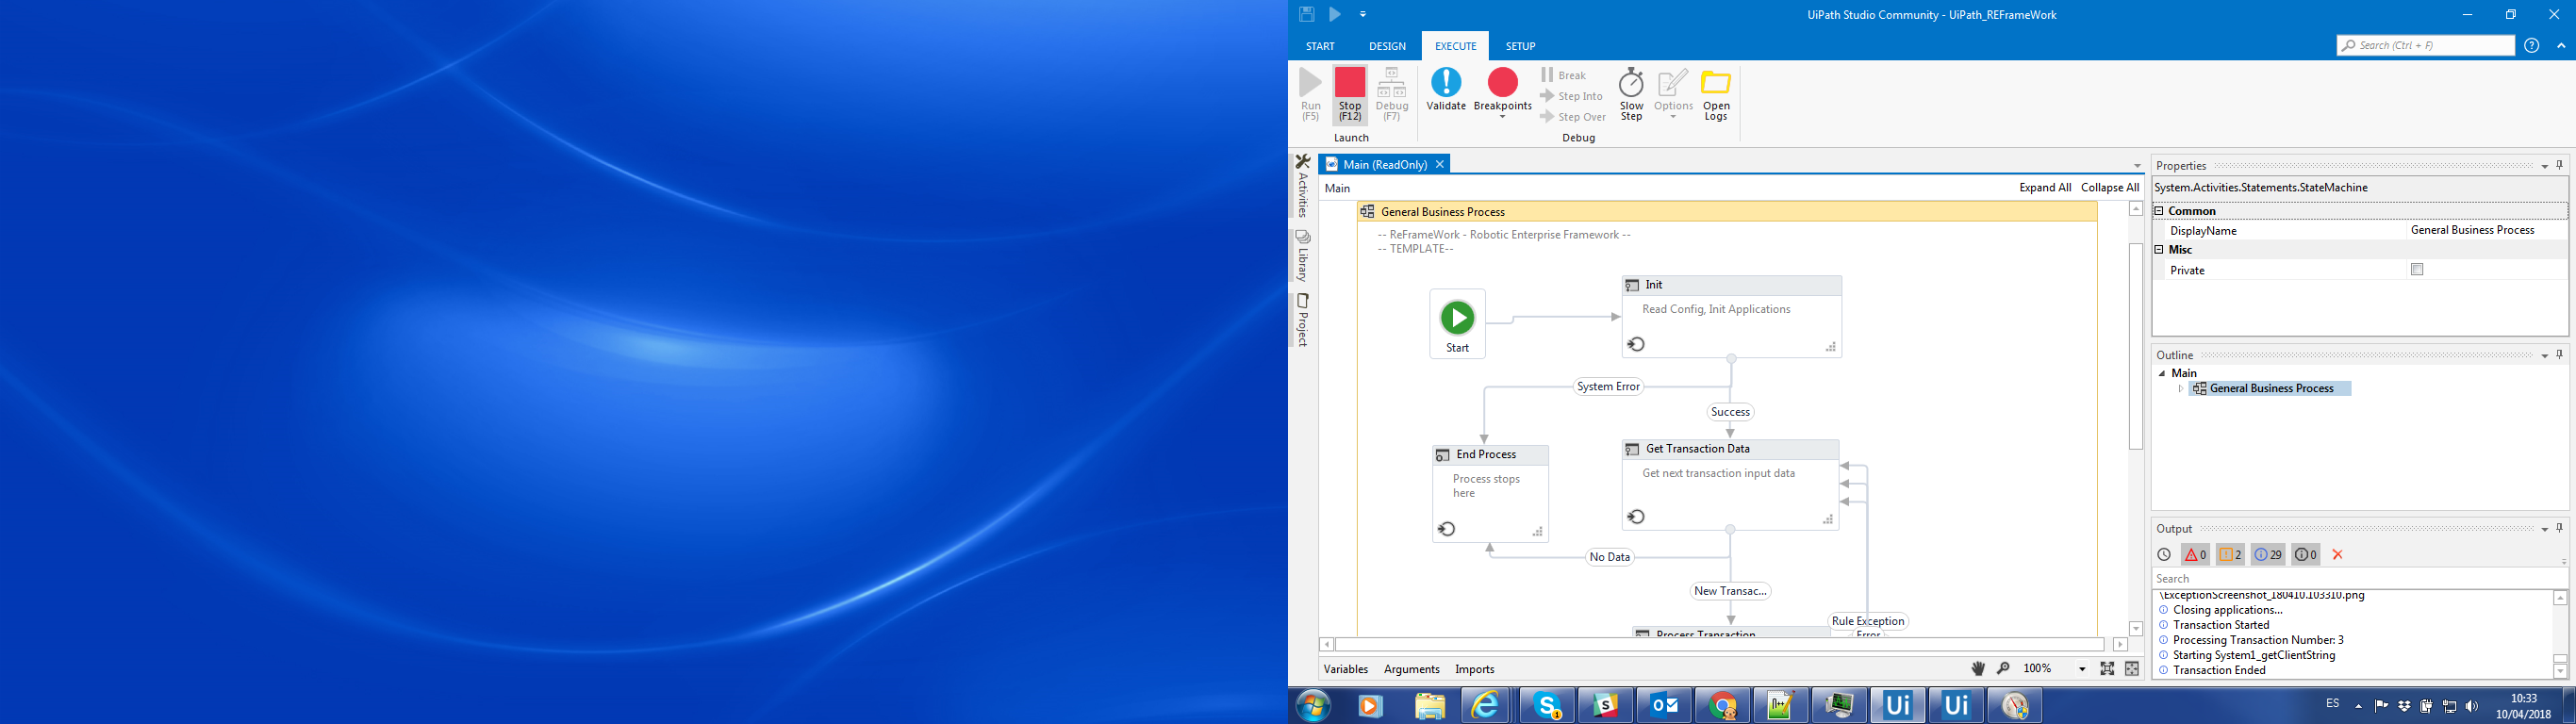 UiPath Studio Community - UiPath_REFrameWork
START DESIGN EXECUTE SETUP
Search (Ctrl + F)
Run (F5)
Stop (F12)
Debug (F7)
Launch
Validate
Breakpoints
Break
Step Into
Step Over
Slow Step
Options
Open Logs
Debug
Activities
Library
Project
Main (ReadOnly)
Main
Expand All Collapse All
General Business Process
-- ReFrameWork - Robotic Enterprise Framework --
-- TEMPLATE--
Start
Init
Read Config, Init Applications
System Error
Success
End Process
Process stops
here
Get Transaction Data
Get next transaction input data
No Data
New Transac...
Rule Exception
Error
Process Transaction
Variables Arguments Imports
100%
Properties
System.Activities.Statements.StateMachine
Common
DisplayName General Business Process
Misc
Private
Outline
Main
General Business Process
Output
0 2 29 0
Search
\ExceptionScreenshot_180410.103310.png
Closing applications...
Transaction Started
Processing Transaction Number: 3
Starting System1_getClientString
Transaction Ended
ES
10:33
10/04/2018